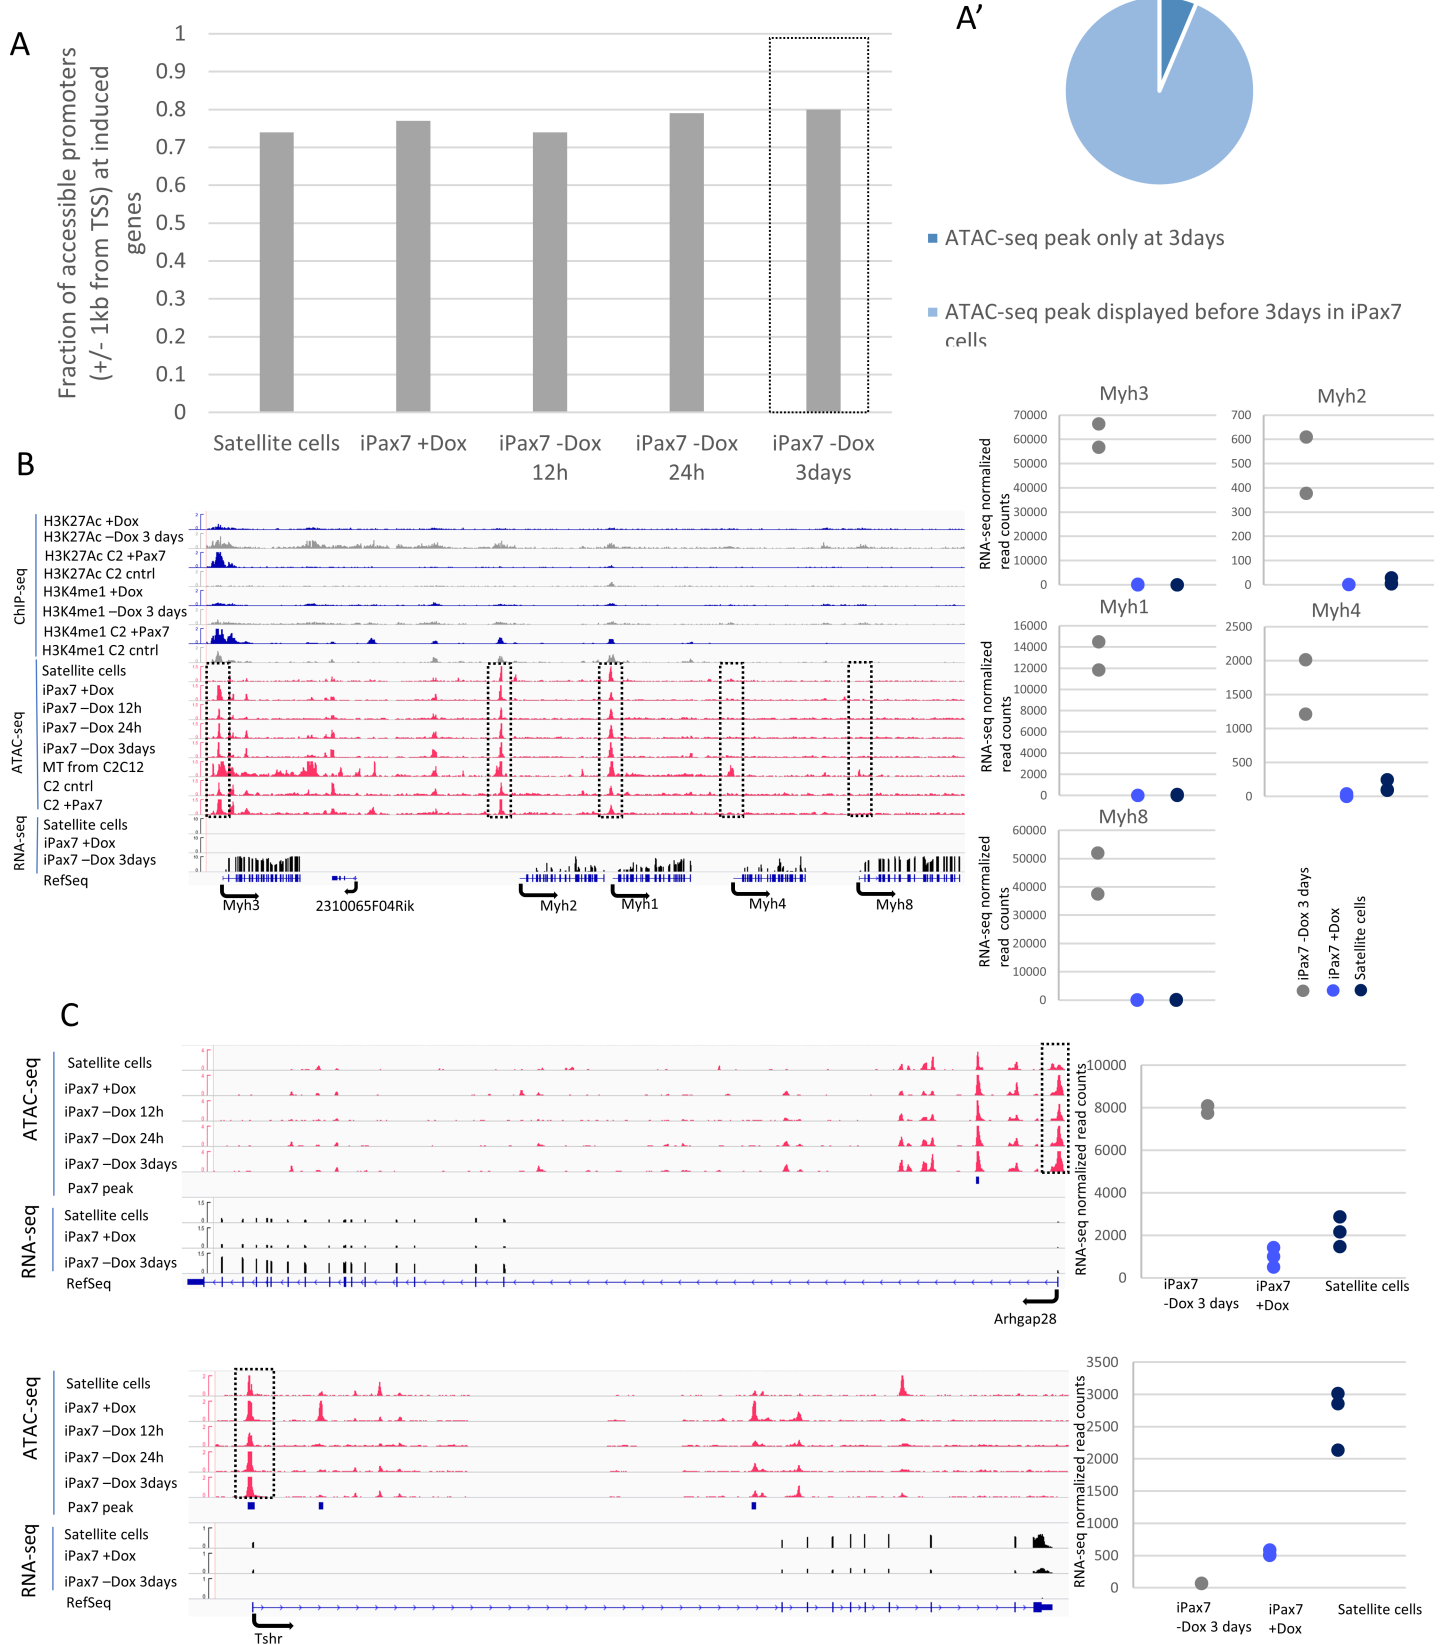 A
Fraction of accessible promoters
(+/- 1kb from TSS) at induced
genes
1
0.9
0.8
0.7
0.6
0.5
0.4
0.3
0.2
0.1
0
Satellite cells
iPax7 +Dox
iPax7 -Dox
12h
iPax7 -Dox
24h
iPax7 -Dox
3days
A'
ATAC-seq peak only at 3days
ATAC-seq peak displayed before 3days in iPax7
cells
B
ChIP-seq
H3K27Ac +Dox
H3K27Ac –Dox 3 days
H3K27Ac C2 +Pax7
H3K27Ac C2 cntrl
H3K4me1 +Dox
H3K4me1 –Dox 3 days
H3K4me1 C2 +Pax7
H3K4me1 C2 cntrl
ATAC-seq
Satellite cells
iPax7 +Dox
iPax7 –Dox 12h
iPax7 –Dox 24h
iPax7 –Dox 3days
MT from C2C12
C2 cntrl
C2 +Pax7
RNA-seq
Satellite cells
iPax7 +Dox
iPax7 –Dox 3days
RefSeq
Myh3
2310065F04Rik
Myh2
Myh1
Myh4
Myh8
Myh3
RNA-seq normalized
read counts
70000
60000
50000
40000
30000
20000
10000
0
Myh2
700
600
500
400
300
200
100
0
Myh1
RNA-seq normalized
read counts
16000
14000
12000
10000
8000
6000
4000
2000
0
Myh4
2500
2000
1500
1000
500
0
Myh8
RNA-seq normalized
read counts
60000
50000
40000
30000
20000
10000
0
iPax7 -Dox 3 days
iPax7 +Dox
Satellite cells
C
ATAC-seq
Satellite cells
iPax7 +Dox
iPax7 –Dox 12h
iPax7 –Dox 24h
iPax7 –Dox 3days
Pax7 peak
RNA-seq
Satellite cells
iPax7 +Dox
iPax7 –Dox 3days
RefSeq
Arhgap28
RNA-seq normalized read counts
10000
8000
6000
4000
2000
0
iPax7
-Dox 3 days
iPax7
+Dox
Satellite cells
ATAC-seq
Satellite cells
iPax7 +Dox
iPax7 –Dox 12h
iPax7 –Dox 24h
iPax7 –Dox 3days
Pax7 peak
RNA-seq
Satellite cells
iPax7 +Dox
iPax7 –Dox 3days
RefSeq
Tshr
RNA-seq normalized read counts
3500
3000
2500
2000
1500
1000
500
0
iPax7
-Dox 3 days
iPax7
+Dox
Satellite cells